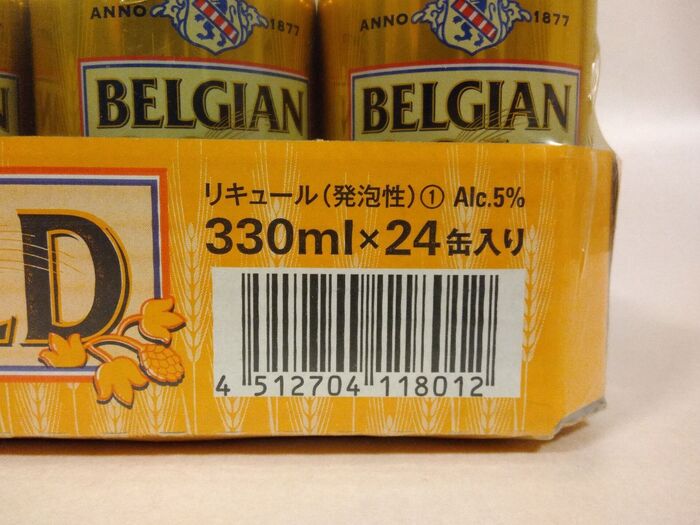 ANNO 1877
ANNO 1877
BELGIAN
BELGIAN
リキュール(発泡性)① Alc.5%
330ml×24缶入り
LD
4 512704 118012